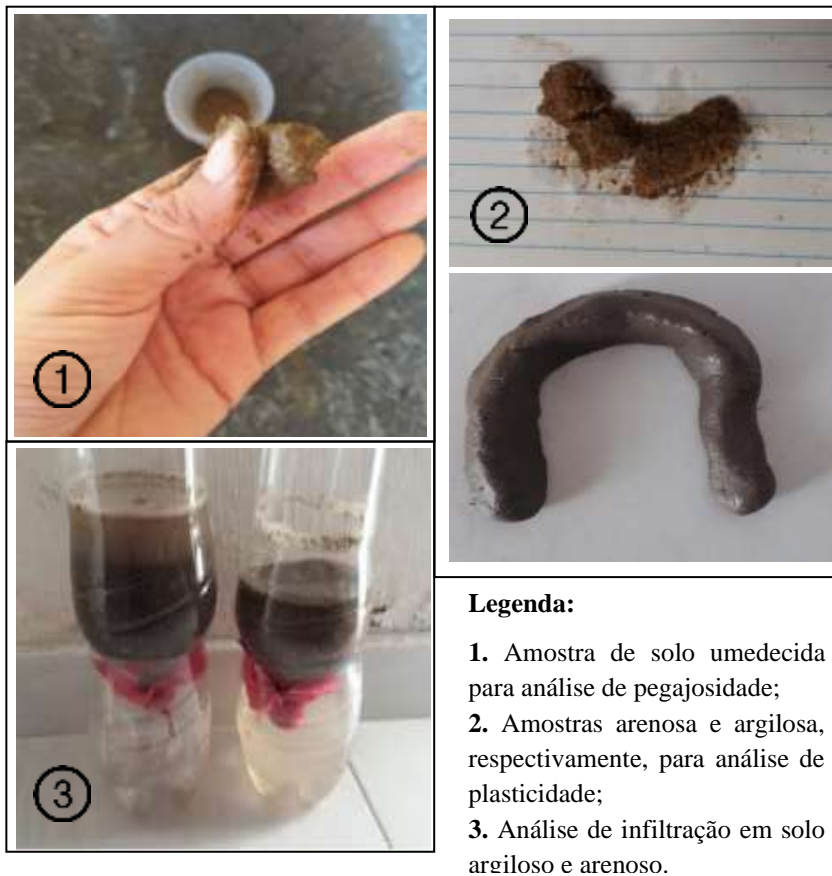 1
2
3
Legenda:
1. Amostra de solo umedecida
para análise de pegajosidade;
2. Amostras arenosa e argilosa,
respectivamente, para análise de
plasticidade;
3. Análise de infiltração em solo
argiloso e arenoso.